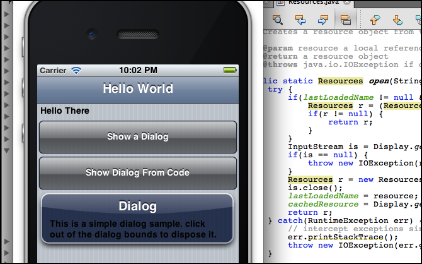 Carrier 10:02 PM
Hello World
Hello There
Show a Dialog
Show Dialog From Code
Dialog
This is a simple dialog sample. click
out of the dialog bounds to dispose it.
Resources.java
creates a resource object from
@param resource a local reference
@return a resource object
@throws java.io.IOException if
lic static Resources open(String
try {
if(lastLoadedName != null &
Resources r = (Resource
if(r != null) {
return r;
}
}
InputStream is = Display.ge
if(is == null) {
throw new IOException(
}
Resources r = new Resources
is.close();
lastLoadedName = resource;
cachedResource = Display.ge
return r;
} catch(RuntimeException err) {
// intercept exceptions si
err.printStackTrace();
throw new IOException(err.g
}